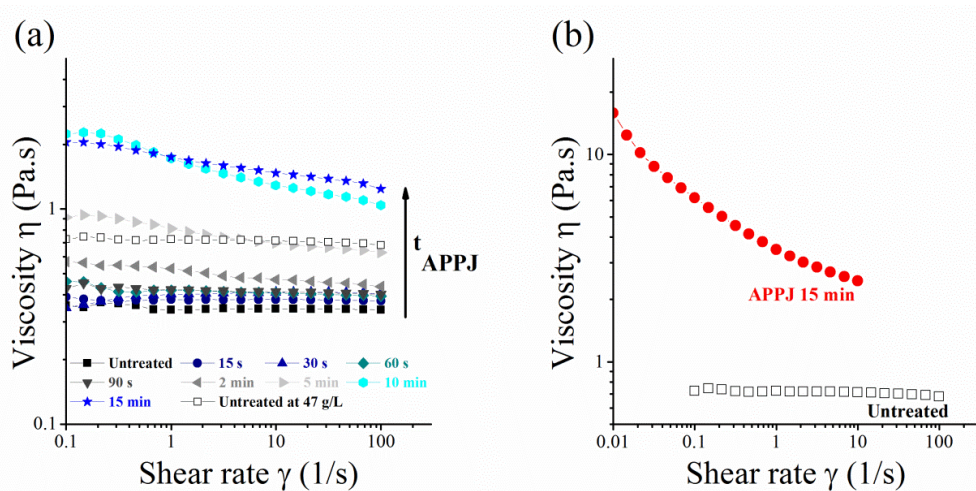 (a)
Viscosity η (Pa.s)
1
0.1
t APPJ
Untreated 15 s 30 s 60 s
90 s 2 min 5 min 10 min
15 min Untreated at 47 g/L
0.1 1 10 100
Shear rate γ (1/s)
(b)
Viscosity η (Pa.s)
10
1
APPJ 15 min
Untreated
0.01 0.1 1 10 100
Shear rate γ (1/s)